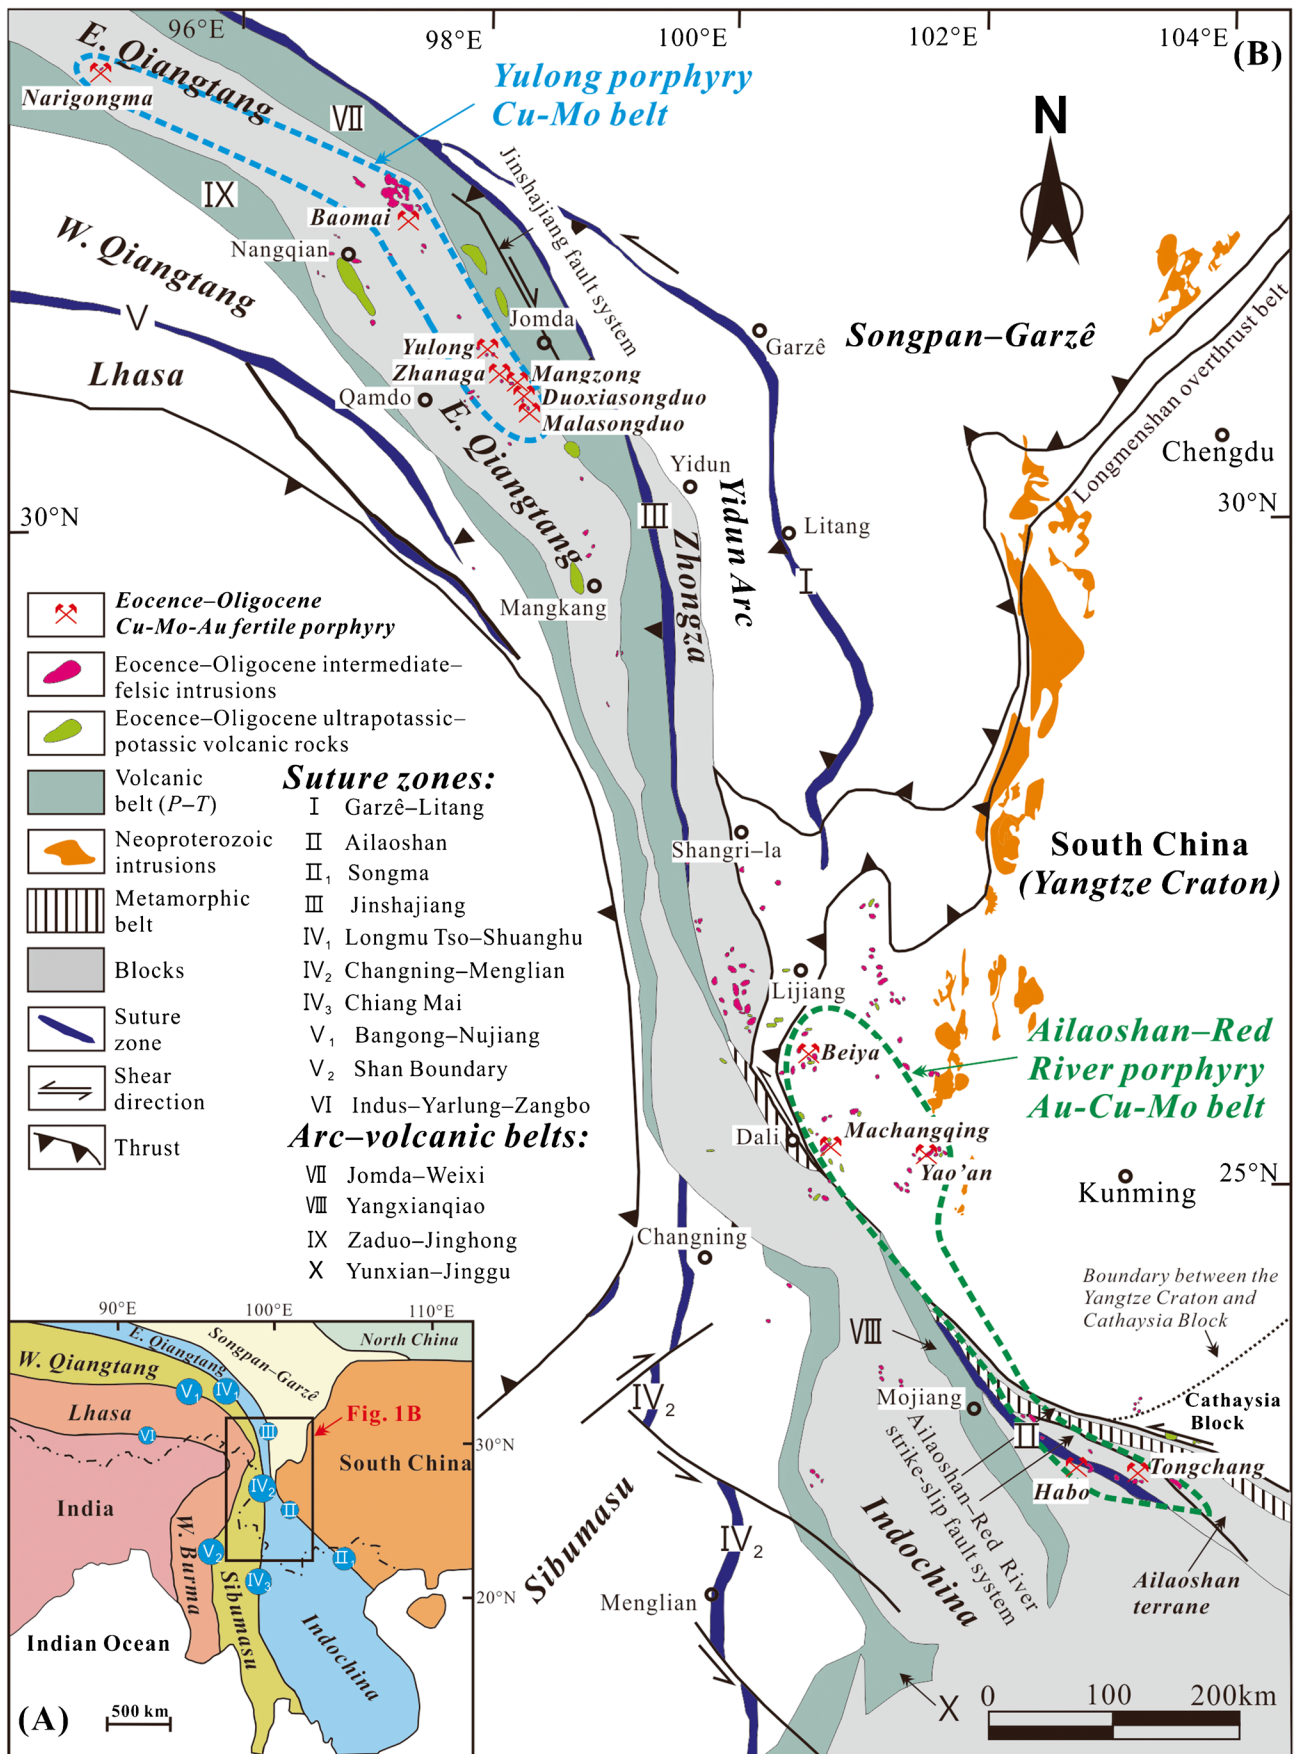 96°E
98°E
100°E
102°E
104°E
(B)
E. Qiangtang
Narigongma
Yulong porphyry
Cu-Mo belt
VII
N
IX
Jinshajiang fault system
Baomai
W. Qiangtang
Nangqian
V
Jomda
Garzê
Songpan–Garzê
Longmenshan overthrust belt
Lhasa
Yulong
Zhanaga
Mangzong
Duoxiasongduo
Malasongduo
Qamdo
E. Qiangtang
Chengdu
Yidun
Yidun Arc
30°N
30°N
III
Zhongza
Litang
I
Mangkang
Eocence–Oligocene
Cu-Mo-Au fertile porphyry
Eocence–Oligocene intermediate–
felsic intrusions
Eocence–Oligocene ultrapotassic–
potassic volcanic rocks
Volcanic
belt (P–T)
Neoproterozoic
intrusions
Metamorphic
belt
Blocks
Suture
zone
Shear
direction
Thrust
Suture zones:
I Garzê–Litang
II Ailaoshan
II1 Songma
III Jinshajiang
IV1 Longmu Tso–Shuanghu
IV2 Changning–Menglian
IV3 Chiang Mai
V1 Bangong–Nujiang
V2 Shan Boundary
VI Indus–Yarlung–Zangbo
Arc–volcanic belts:
VII Jomda–Weixi
VIII Yangxianqiao
IX Zaduo–Jinghong
X Yunxian–Jinggu
Shangri–la
South China
(Yangtze Craton)
Lijiang
Beiya
Ailaoshan–Red
River porphyry
Au-Cu-Mo belt
Dali
Machangqing
Yao'an
Kunming
25°N
Changning
Boundary between the
Yangtze Craton and
Cathaysia Block
VIII
IV2
Mojiang
Cathaysia
Block
II
Ailaoshan–Red River
strike-slip fault system
Habo
Tongchang
Sibumasu
Indochina
IV2
Menglian
Ailaoshan
terrane
X
0 100 200km
90°E
100°E
110°E
W. Qiangtang
E. Qiangtang
Songpan–Garzê
North China
V1
IV1
Lhasa
VI
III
Fig. 1B
30°N
South China
India
IV2
II
W. Burma
V2
II1
IV3
Sibumasu
20°N
Indochina
Indian Ocean
500 km
(A)